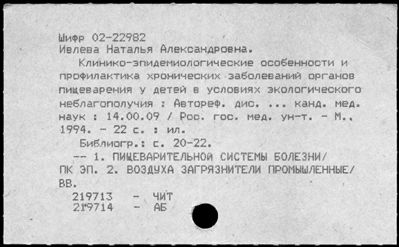 Шифр 02-22982
Ивлева Наталья Александровна.
Клинико-эпидемиологические особенности и
профилактика хронических заболеваний органов
пищеварения у детей в условиях экологического
неблагополучия : Автореф. дис. ... канд. мед.
наук : 14.00.09 / Рос. гос. мед. ун-т. - М.,
1994. - 22 с. : ил.
Библиогр.: с. 20-22.
-- 1. ПИЩЕВАРИТЕЛЬНОЙ СИСТЕМЫ БОЛЕЗНИ/
ПК ЭП. 2. ВОЗДУХА ЗАГРЯЗНИТЕЛИ ПРОМЫШЛЕННЫЕ/
ВВ.
219713 - ЧИТ
219714 - АБ